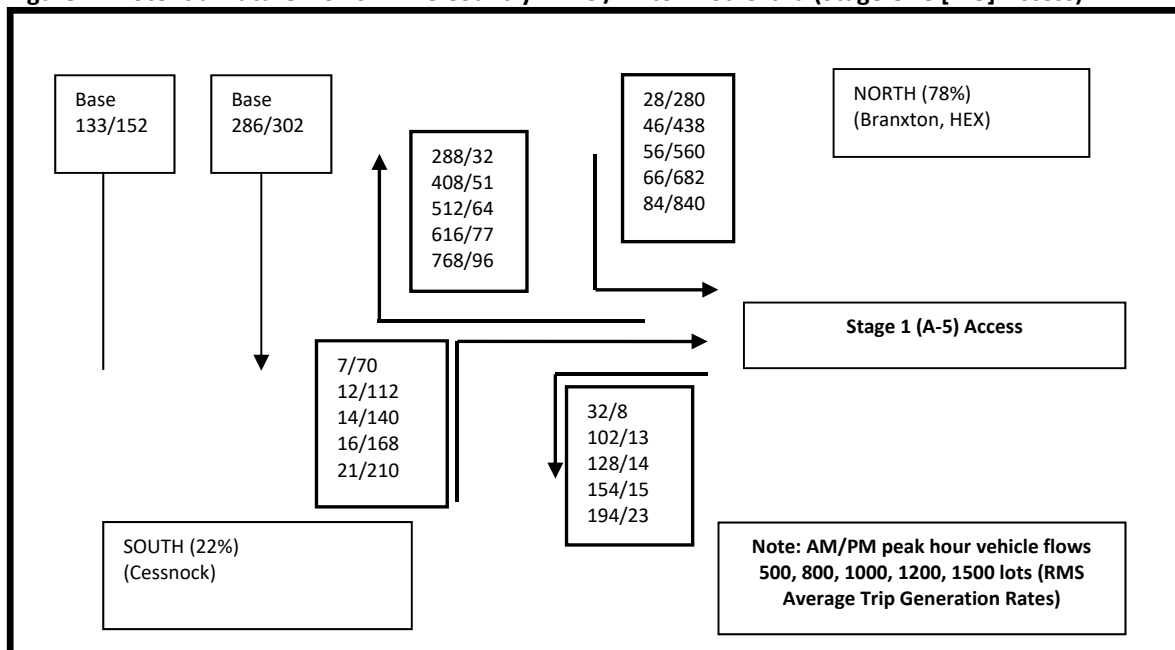 Base
133/152
Base
286/302
28/280
46/438
56/560
66/682
84/840
NORTH (78%)
(Branxton, HEX)
288/32
408/51
512/64
616/77
768/96
Stage 1 (A-5) Access
7/70
12/112
14/140
16/168
21/210
32/8
102/13
128/14
154/15
194/23
SOUTH (22%)
(Cessnock)
Note: AM/PM peak hour vehicle flows
500, 800, 1000, 1200, 1500 lots (RMS
Average Trip Generation Rates)